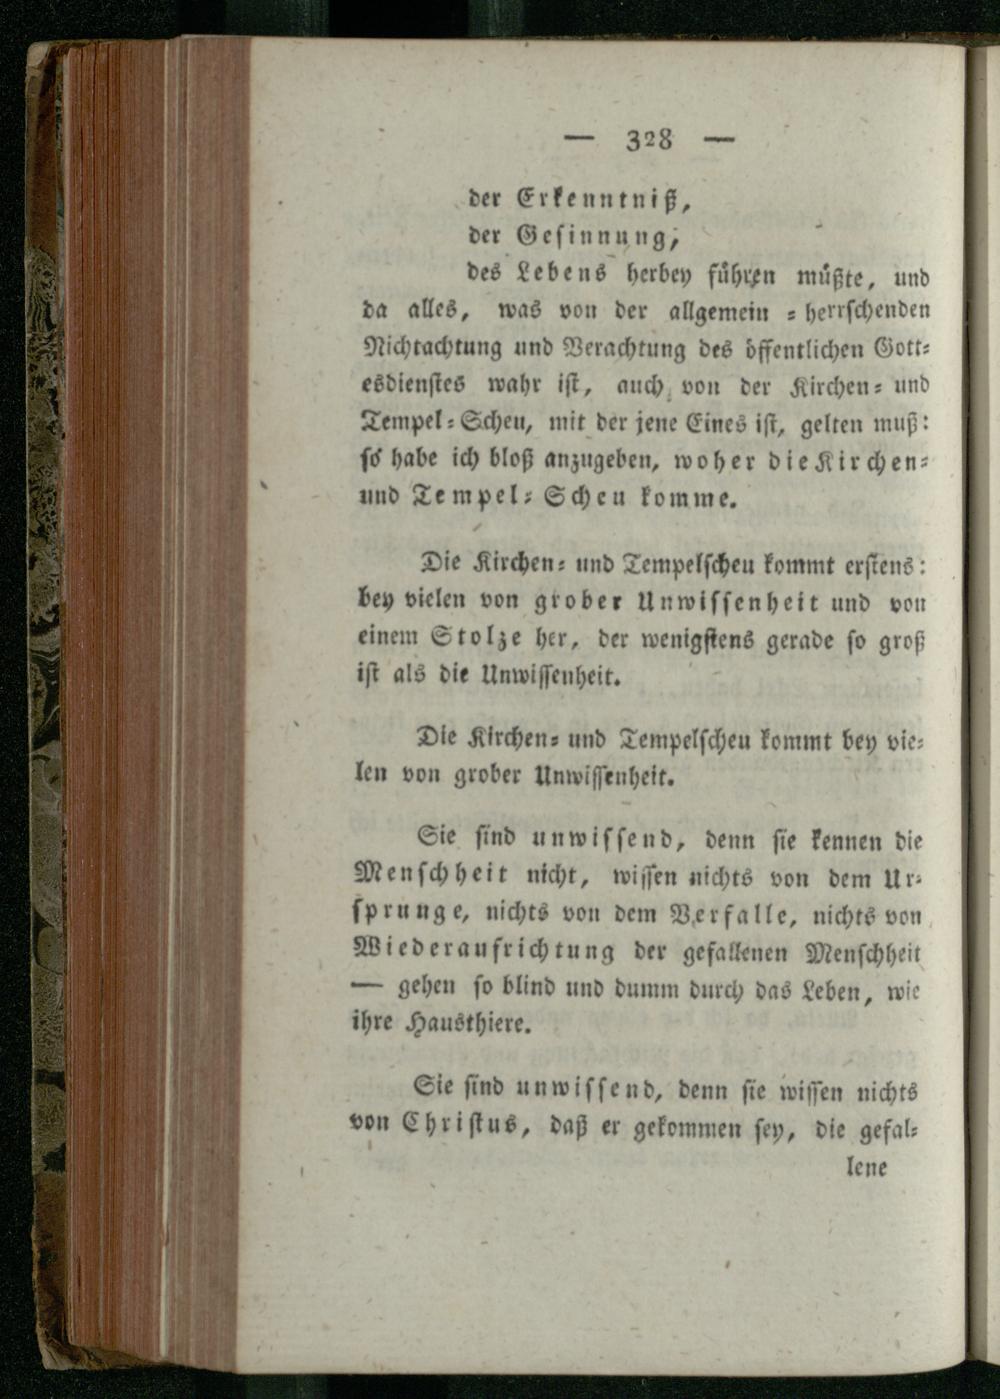 — 328 —
der Erkenntniß,
der Gesinnung,
des Lebens herbey führen müßte, und
da alles, was von der allgemein = herrschenden
Nichtachtung und Verachtung des öffentlichen Gott=
esdienstes wahr ist, auch von der Kirchen= und
Tempel=Scheu, mit der jene Eines ist, gelten muß:
so habe ich bloß anzugeben, woher die Kirchen=
und Tempel=Scheu komme.
Die Kirchen= und Tempelscheu kommt erstens:
bey vielen von grober Unwissenheit und von
einem Stolze her, der wenigstens gerade so groß
ist als die Unwissenheit.
Die Kirchen= und Tempelscheu kommt bey vie=
len von grober Unwissenheit.
Sie sind unwissend, denn sie kennen die
Menschheit nicht, wissen nichts von dem Ur=
sprunge, nichts von dem Verfalle, nichts von
Wiederaufrichtung der gefallenen Menschheit
— gehen so blind und dumm durch das Leben, wie
ihre Hausthiere.
Sie sind unwissend, denn sie wissen nichts
von Christus, daß er gekommen sey, die gefal=
lene